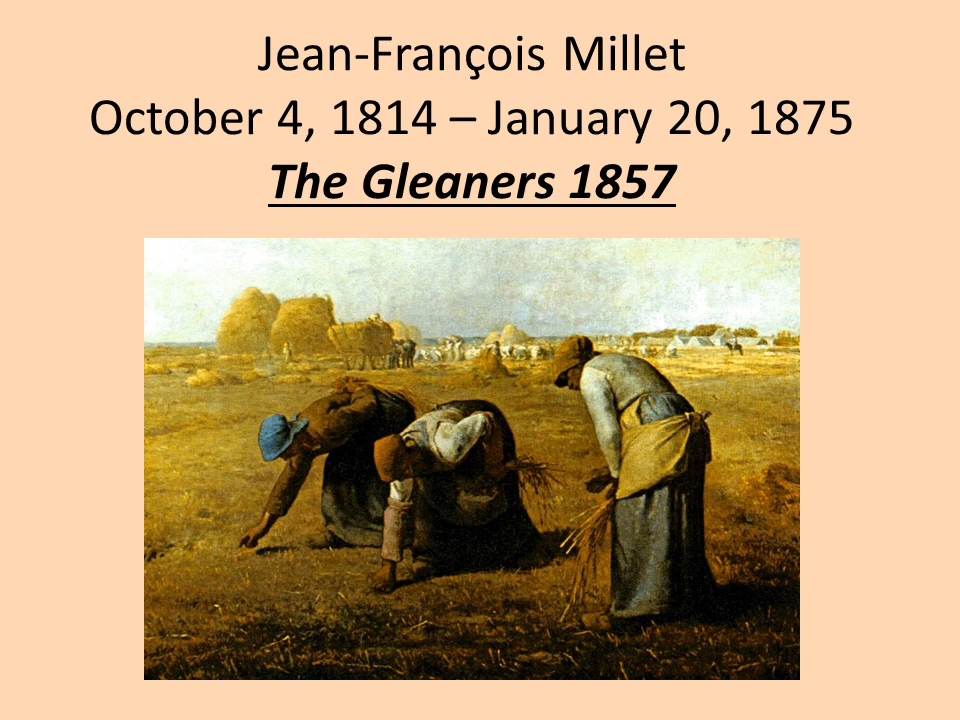 Jean-François Millet
October 4, 1814 – January 20, 1875
The Gleaners 1857